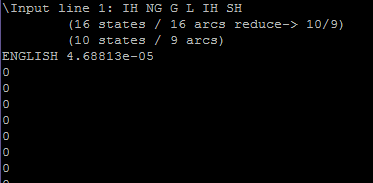 \Input line 1: IH NG G L IH SH
(16 states / 16 arcs reduce-> 10/9)
(10 states / 9 arcs)
ENGLISH 4.68813e-05
0
0
0
0
0
0
0